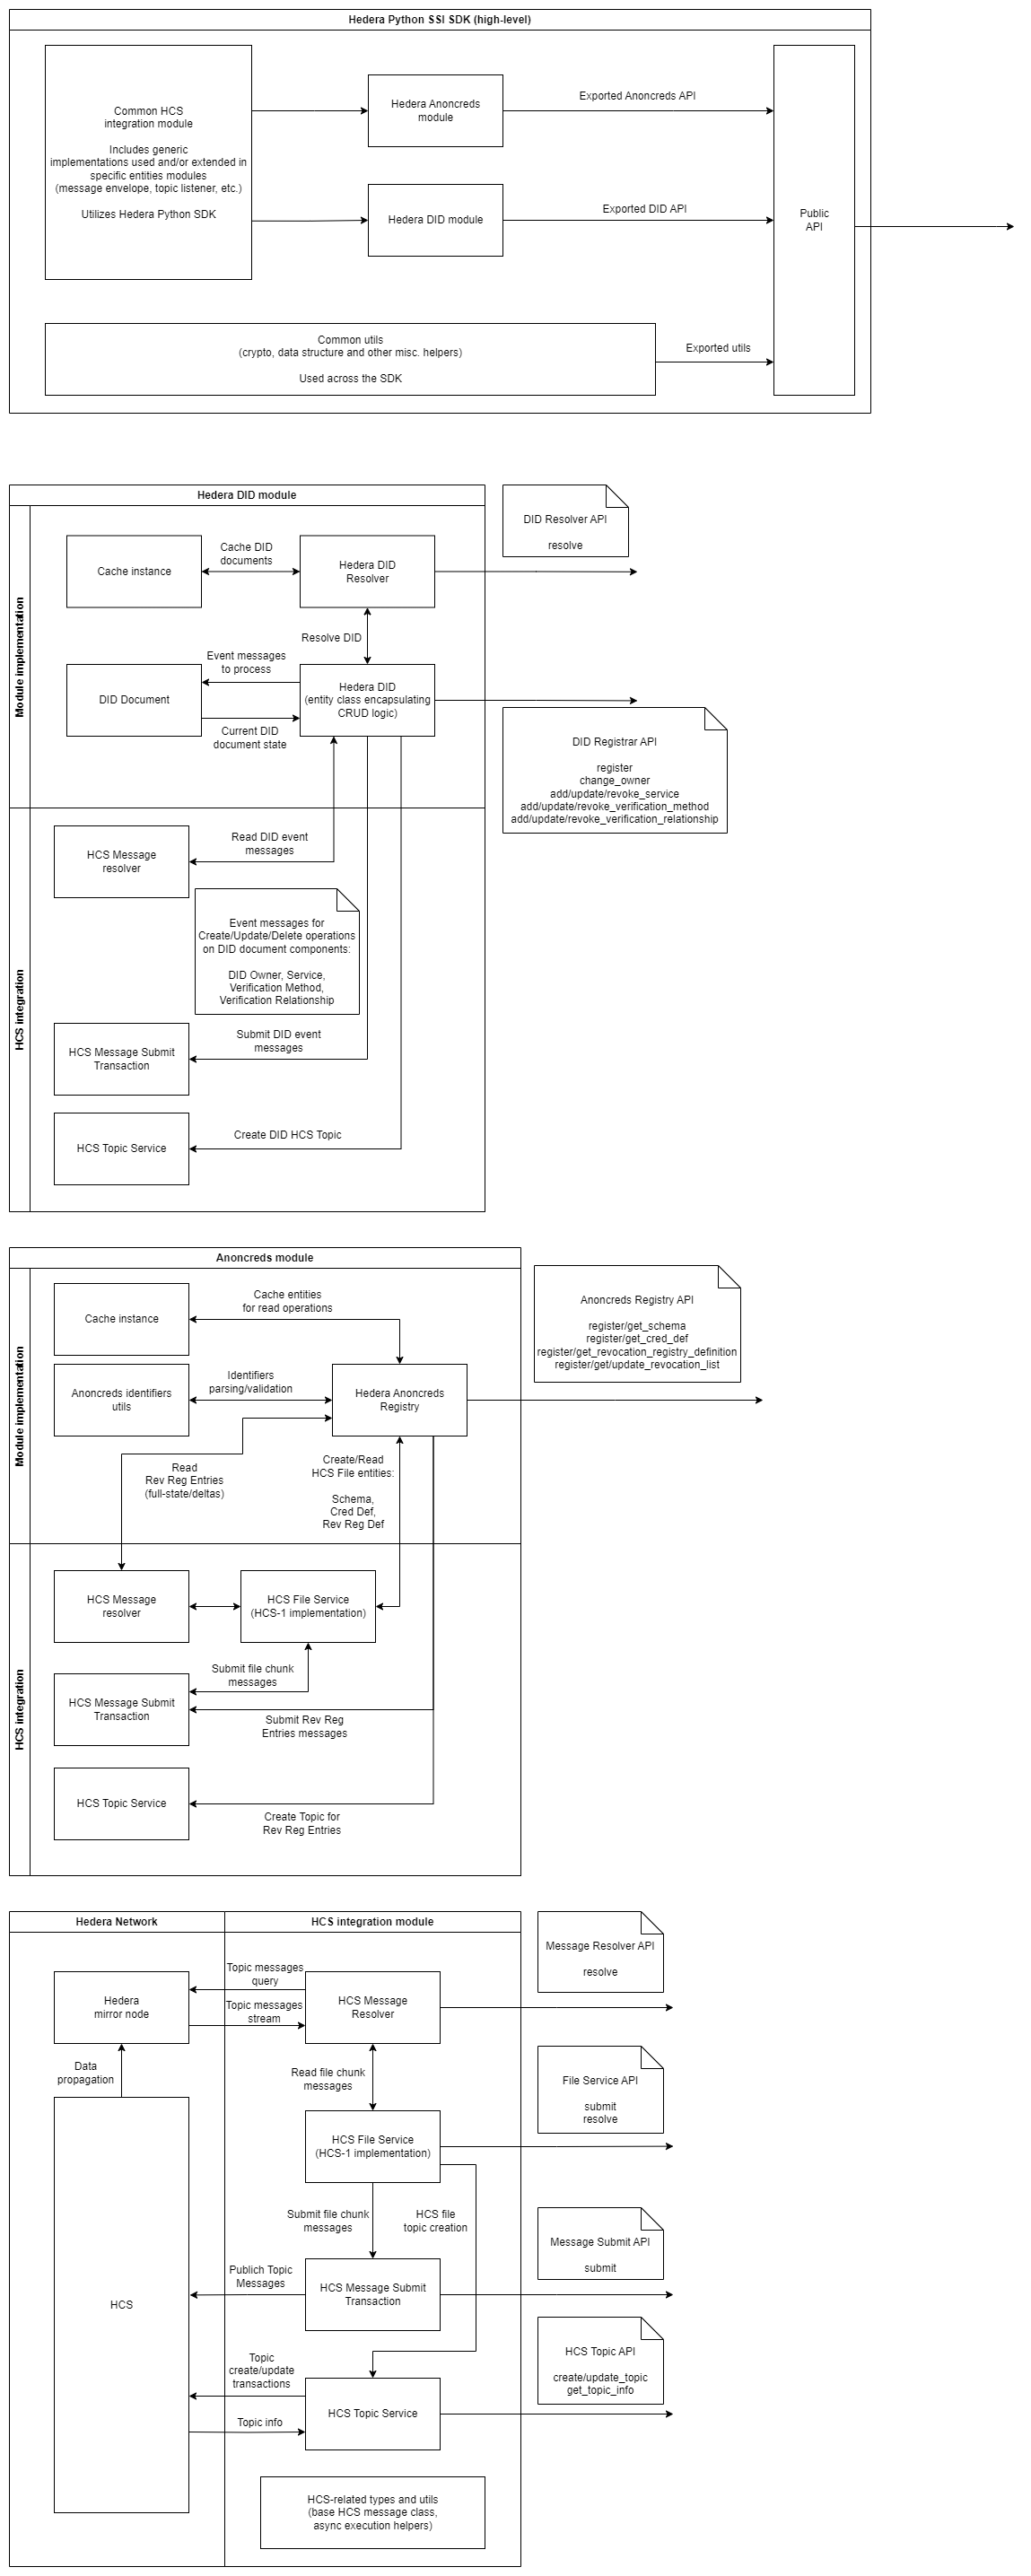 Hedera Python SSI SDK (high-level)
Common HCS
integration module
Includes generic
implementations used and/or extended in
specific entities modules
(message envelope, topic listener, etc.)
Utilizes Hedera Python SDK
Hedera Anoncreds
module
Exported Anoncreds API
Hedera DID module
Exported DID API
Public
API
Common utils
(crypto, data structure and other misc. helpers)
Used across the SDK
Exported utils
Hedera DID module
Module implementation
Cache instance
Cache DID
documents
Hedera DID
Resolver
DID Resolver API
resolve
Resolve DID
Event messages
to process
DID Document
Hedera DID
(entity class encapsulating
CRUD logic)
Current DID
document state
DID Registrar API
register
change_owner
add/update/revoke_service
add/update/revoke_verification_method
add/update/revoke_verification_relationship
HCS integration
HCS Message
resolver
Read DID event
messages
Event messages for
Create/Update/Delete operations
on DID document components:
DID Owner, Service,
Verification Method,
Verification Relationship
HCS Message Submit
Transaction
Submit DID event
messages
HCS Topic Service
Create DID HCS Topic
Anoncreds module
Module implementation
Cache instance
Cache entities
for read operations
Anoncreds Registry API
register/get_schema
register/get_cred_def
register/get_revocation_registry_definition
register/get/update_revocation_list
Anoncreds identifiers
utils
Identifiers
parsing/validation
Hedera Anoncreds
Registry
Read
Rev Reg Entries
(full-state/deltas)
Create/Read
HCS File entities:
Schema,
Cred Def,
Rev Reg Def
HCS integration
HCS Message
resolver
HCS File Service
(HCS-1 implementation)
Submit file chunk
messages
HCS Message Submit
Transaction
Submit Rev Reg
Entries messages
HCS Topic Service
Create Topic for
Rev Reg Entries
Hedera Network
HCS integration module
Hedera
mirror node
Topic messages
query
Topic messages
stream
HCS Message
Resolver
Message Resolver API
resolve
Data
propagation
Read file chunk
messages
HCS File Service
(HCS-1 implementation)
File Service API
submit
resolve
Submit file chunk
messages
HCS file
topic creation
HCS
Publich Topic
Messages
HCS Message Submit
Transaction
Message Submit API
submit
Topic
create/update
transactions
Topic info
HCS Topic Service
HCS Topic API
create/update_topic
get_topic_info
HCS-related types and utils
(base HCS message class,
async execution helpers)